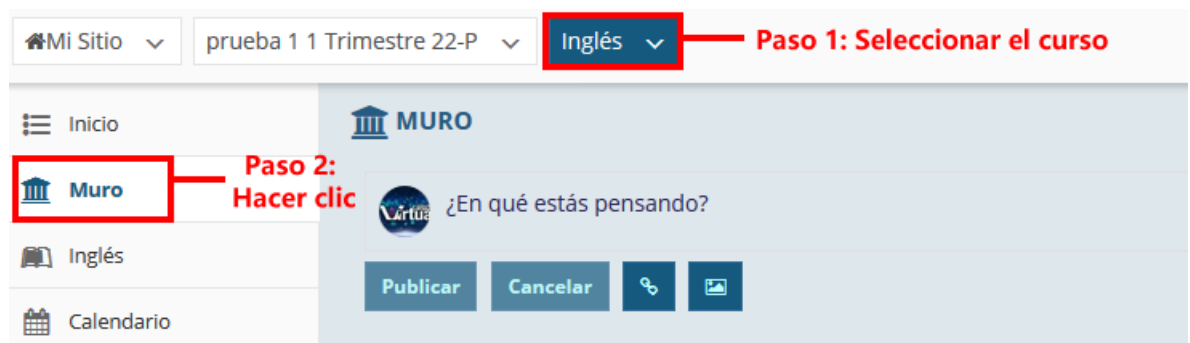 Mi Sitio
prueba 1 1 Trimestre 22-P
Inglés
Paso 1: Seleccionar el curso
Inicio
MURO
Muro
Paso 2:
Hacer clic
Virtua
¿En qué estás pensando?
Inglés
Publicar
Cancelar
Calendario